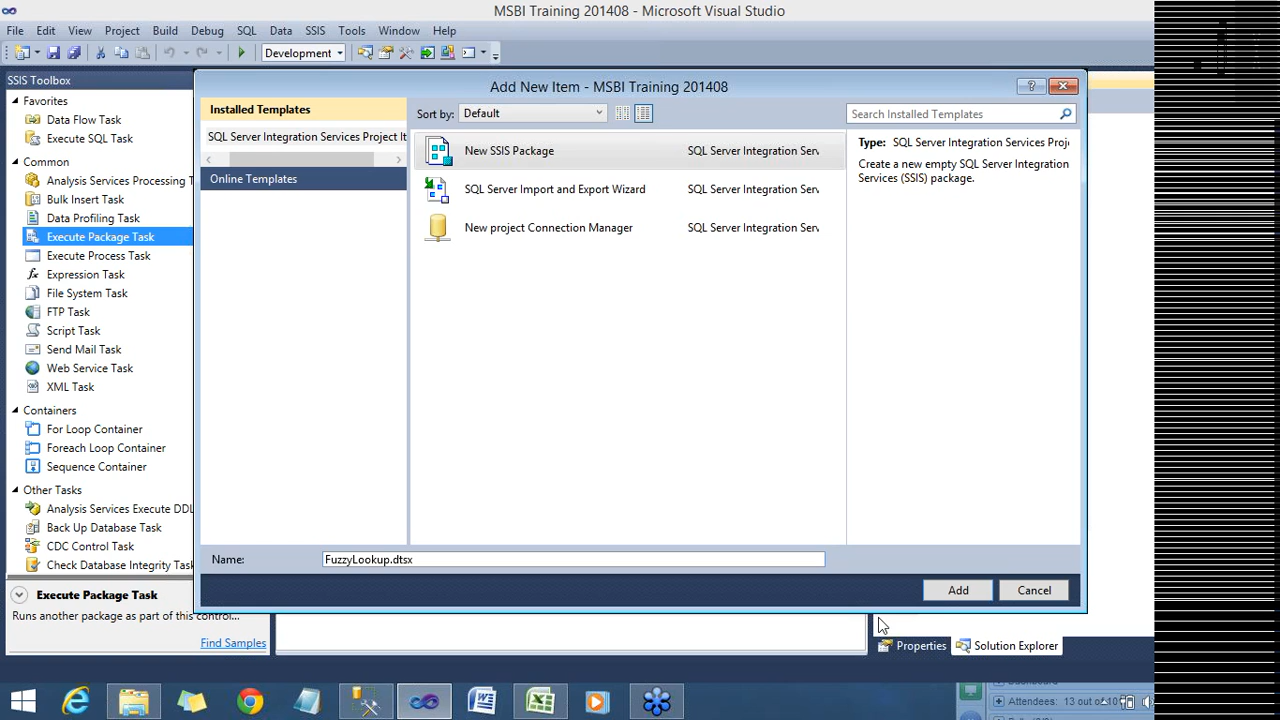 MSBI Training 201408 - Microsoft Visual Studio
File Edit View Project Build Debug SQL Data SSIS Tools Window Help
Development
SSIS Toolbox
Favorites
Data Flow Task
Execute SQL Task
Common
Analysis Services Processing T
Bulk Insert Task
Data Profiling Task
Execute Package Task
Execute Process Task
Expression Task
File System Task
FTP Task
Script Task
Send Mail Task
Web Service Task
XML Task
Containers
For Loop Container
Foreach Loop Container
Sequence Container
Other Tasks
Analysis Services Execute DDL
Back Up Database Task
CDC Control Task
Check Database Integrity Task
Execute Package Task
Runs another package as part of this control...
Find Samples
Add New Item - MSBI Training 201408
Installed Templates
SQL Server Integration Services Project It
Online Templates
Sort by: Default
Search Installed Templates
New SSIS Package SQL Server Integration Serv
SQL Server Import and Export Wizard SQL Server Integration Serv
New project Connection Manager SQL Server Integration Serv
Type: SQL Server Integration Services Proj
Create a new empty SQL Server Integration
Services (SSIS) package.
Name: FuzzyLookup.dtsx
Add Cancel
Properties Solution Explorer
Attendees: 13 out of